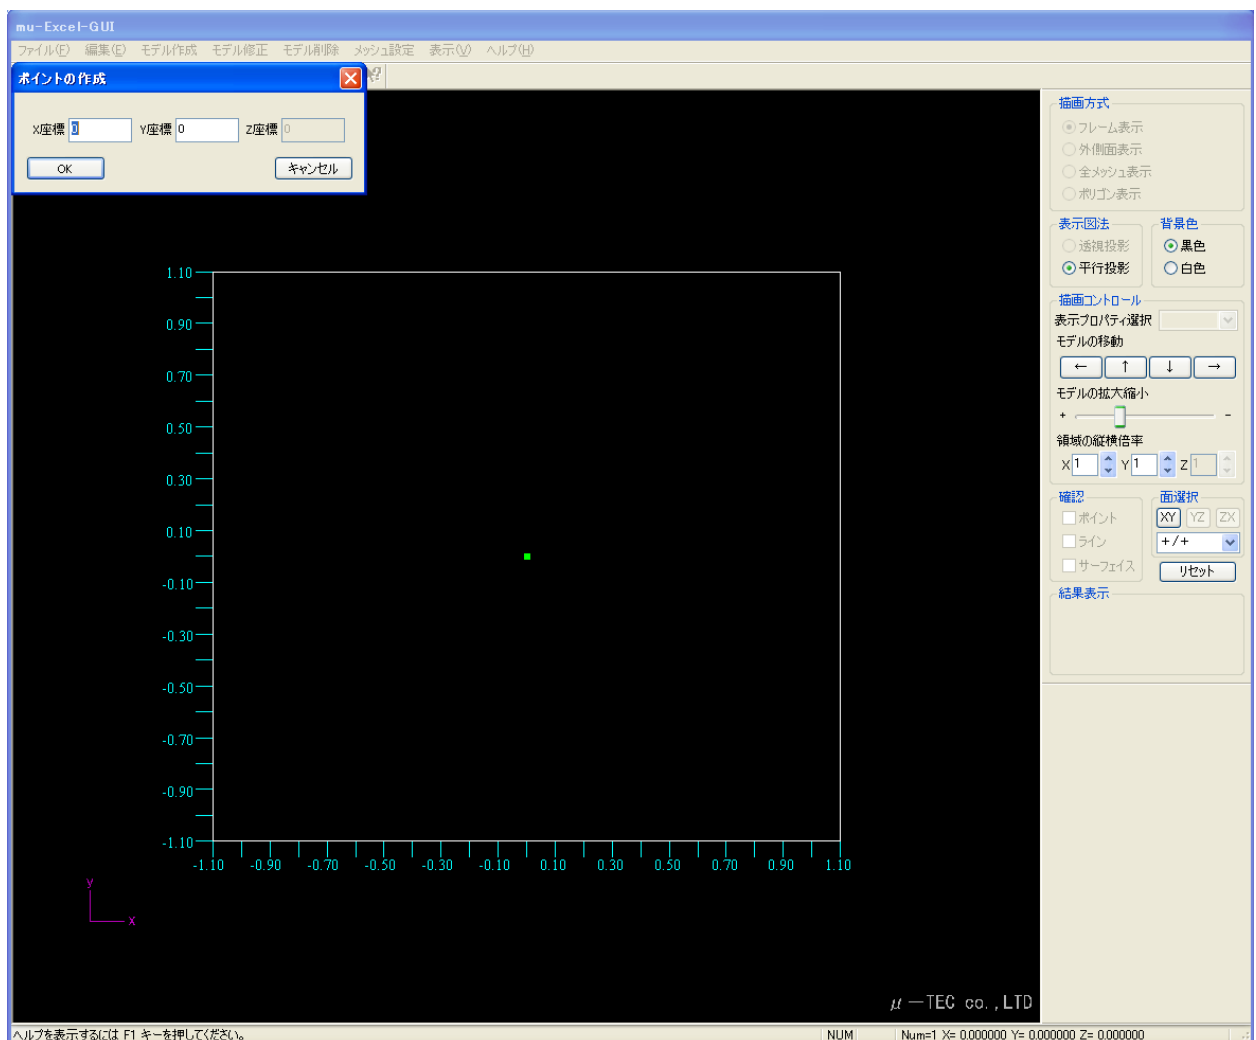 mu-Excel-GUI
ファイル(F) 編集(E) モデル作成 モデル修正 モデル削除 メッシュ設定 表示(V) ヘルプ(H)
ポイントの作成
X座標 0 Y座標 0 Z座標 0
OK キャンセル
描画方式
フレーム表示
外側面表示
全メッシュ表示
ポリゴン表示
表示図法 背景色
透視投影 黒色
平行投影 白色
描画コントロール
表示プロパティ選択
モデルの移動
← ↑ ↓ →
モデルの拡大縮小
+ -
領域の縦横倍率
X 1 Y 1 Z 1
確認 面選択
ポイント XY YZ ZX
ライン +/+
サーフェイス リセット
結果表示
1.10
0.90
0.70
0.50
0.30
0.10
-0.10
-0.30
-0.50
-0.70
-0.90
-1.10
-1.10 -0.90 -0.70 -0.50 -0.30 -0.10 0.10 0.30 0.50 0.70 0.90 1.10
y
x
μ-TEC co.,LTD
ヘルプを表示するには F1 キーを押してください。 NUM Num=1 X= 0.000000 Y= 0.000000 Z= 0.000000